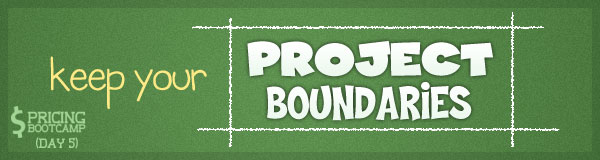 keep your
PROJECT
BOUNDARIES
$PRICING
BOOTCAMP
(DAY 5)